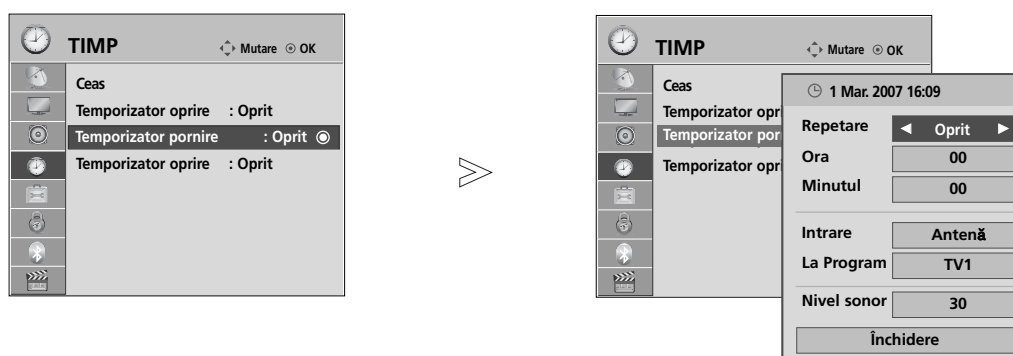 TIMP
Mutare OK
Ceas
Temporizator oprire : Oprit
Temporizator pornire : Oprit
Temporizator oprire : Oprit
TIMP
Mutare OK
Ceas
Temporizator opri
Temporizator por
Temporizator opri
1 Mar. 2007 16:09
Repetare Oprit
Ora 00
Minutul 00
Intrare Antenă
La Program TV1
Nivel sonor 30
Închidere